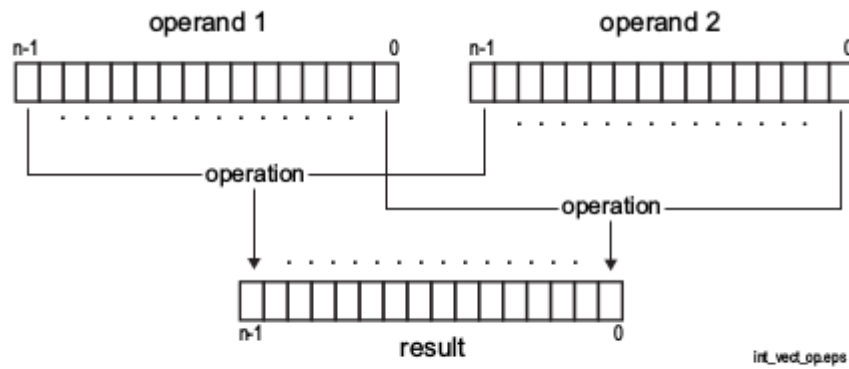 operand 1 operand 2
n-1 0 n-1 0
operation
operation
n-1 0
result
int_vect_op.eps